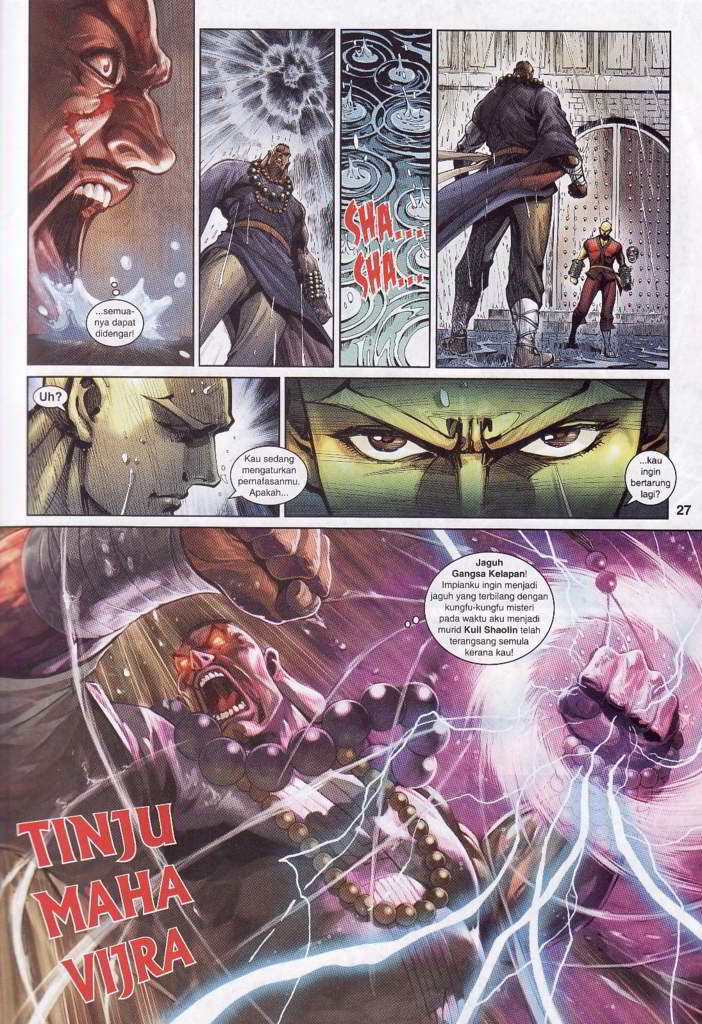 ...semua-
nya dapat
didengar!
SHA...
SHA...
Uh?
Kau sedang
mengaturkan
pernafasanmu.
Apakah...
...kau
ingin
bertarung
lagi?
27
Jaguh
Gangsa Kelapan!
Impianku ingin menjadi
jaguh yang terbilang dengan
kungfu-kungfu misteri
pada waktu aku menjadi
murid Kuil Shaolin telah
terangsang semula
kerana kau!
TINJU
MAHA
VIJRA